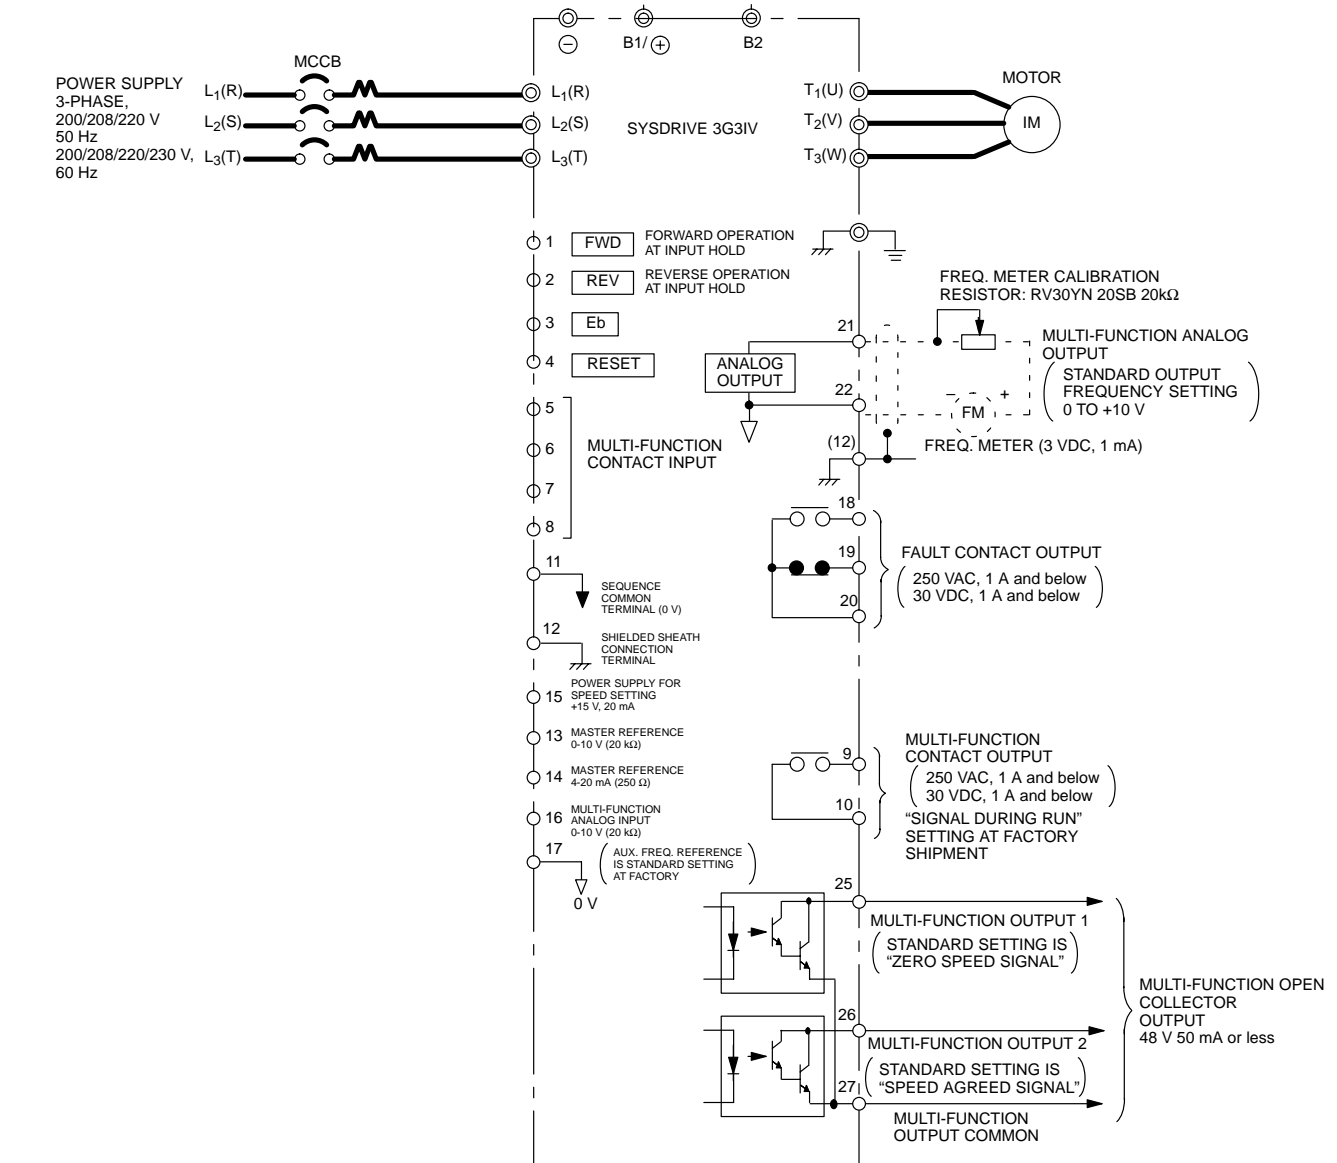 B1/
B2
MCCB
POWER SUPPLY
3-PHASE,
200/208/220 V
50 Hz
200/208/220/230 V,
60 Hz
L1(R)
L2(S)
L3(T)
L1(R)
L2(S)
L3(T)
SYSDRIVE 3G3IV
T1(U)
T2(V)
T3(W)
MOTOR
IM
1
FWD
FORWARD OPERATION
AT INPUT HOLD
2
REV
REVERSE OPERATION
AT INPUT HOLD
3
Eb
4
RESET
5
6
7
8
MULTI-FUNCTION
CONTACT INPUT
11
SEQUENCE
COMMON
TERMINAL (0 V)
12
SHIELDED SHEATH
CONNECTION
TERMINAL
15
POWER SUPPLY FOR
SPEED SETTING
+15 V, 20 mA
13
MASTER REFERENCE
0-10 V (20 kΩ)
14
MASTER REFERENCE
4-20 mA (250 Ω)
16
MULTI-FUNCTION
ANALOG INPUT
0-10 V (20 kΩ)
17
AUX. FREQ. REFERENCE
IS STANDARD SETTING
AT FACTORY
0 V
FREQ. METER CALIBRATION
RESISTOR: RV30YN 20SB 20kΩ
21
ANALOG
OUTPUT
22
MULTI-FUNCTION ANALOG
OUTPUT
STANDARD OUTPUT
FREQUENCY SETTING
0 TO +10 V
− +
FM
(12)
FREQ. METER (3 VDC, 1 mA)
18
19
20
FAULT CONTACT OUTPUT
250 VAC, 1 A and below
30 VDC, 1 A and below
9
10
MULTI-FUNCTION
CONTACT OUTPUT
250 VAC, 1 A and below
30 VDC, 1 A and below
“SIGNAL DURING RUN”
SETTING AT FACTORY
SHIPMENT
25
MULTI-FUNCTION OUTPUT 1
STANDARD SETTING IS
“ZERO SPEED SIGNAL”
26
MULTI-FUNCTION OUTPUT 2
STANDARD SETTING IS
“SPEED AGREED SIGNAL”
27
MULTI-FUNCTION
OUTPUT COMMON
MULTI-FUNCTION OPEN
COLLECTOR
OUTPUT
48 V 50 mA or less